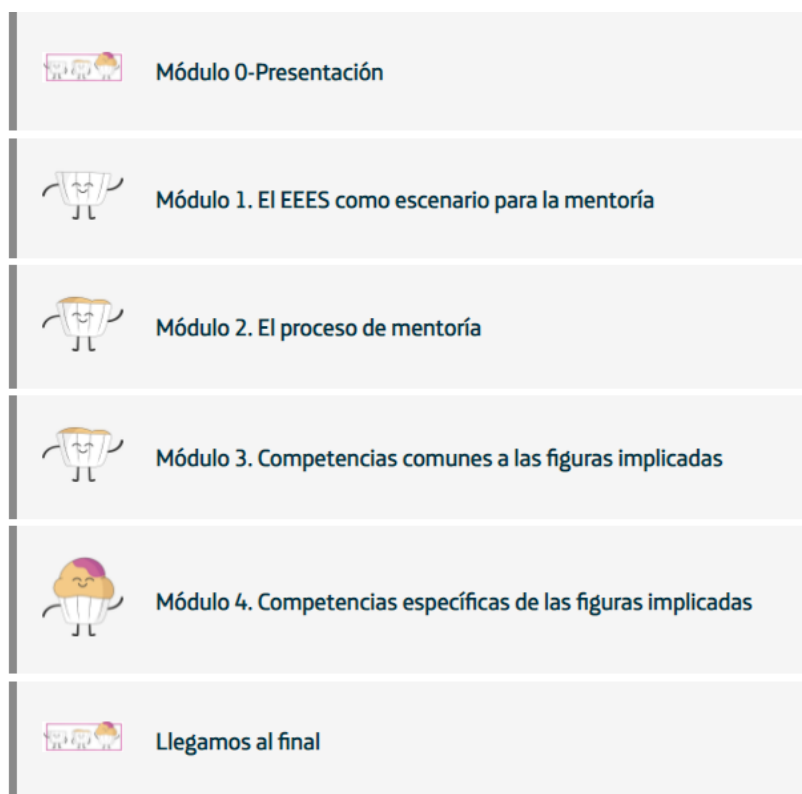 Módulo 0-Presentación
Módulo 1. El EEES como escenario para la mentoría
Módulo 2. El proceso de mentoría
Módulo 3. Competencias comunes a las figuras implicadas
Módulo 4. Competencias específicas de las figuras implicadas
Llegamos al final